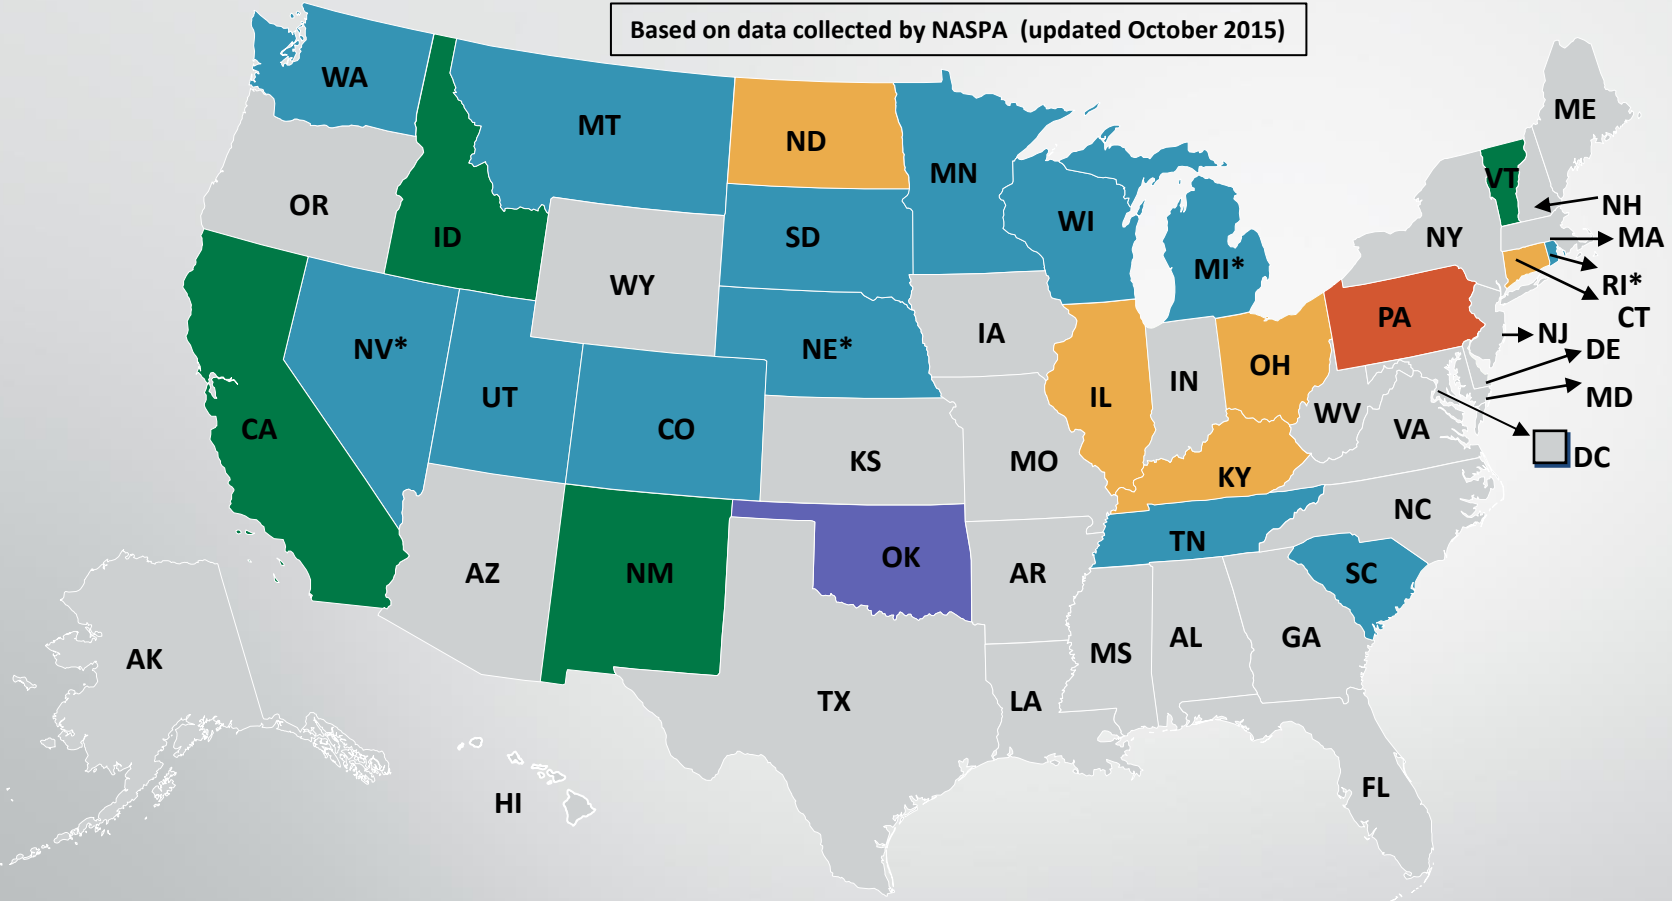 Based on data collected by NASPA (updated October 2015)
WA
MT
ND
MN
ME
OR
ID
SD
WI
MI*
VT
NH
NY
MA
WY
RI*
CT
PA
NV*
NE*
IA
NJ
DE
UT
CO
IL
IN
OH
MD
CA
WV
VA
KS
MO
KY
DC
NC
TN
OK
AZ
NM
AR
SC
AK
MS
AL
GA
TX
LA
HI
FL